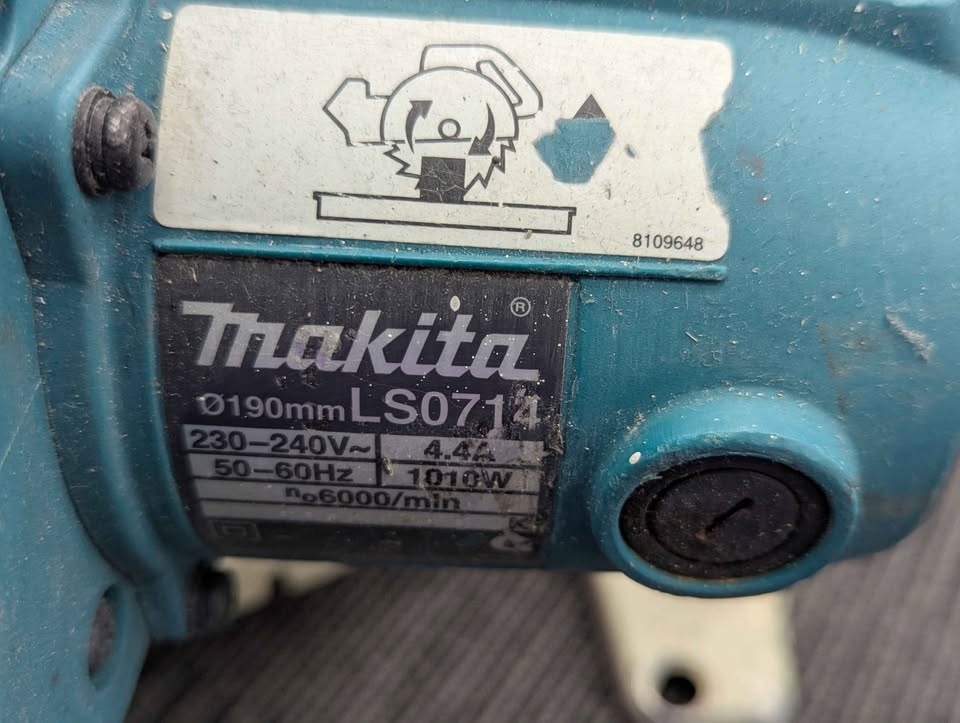 8109648
makita®
Ø190mm LS0714
230–240V~ 4.4A
50–60Hz 1010W
n₀6000/min